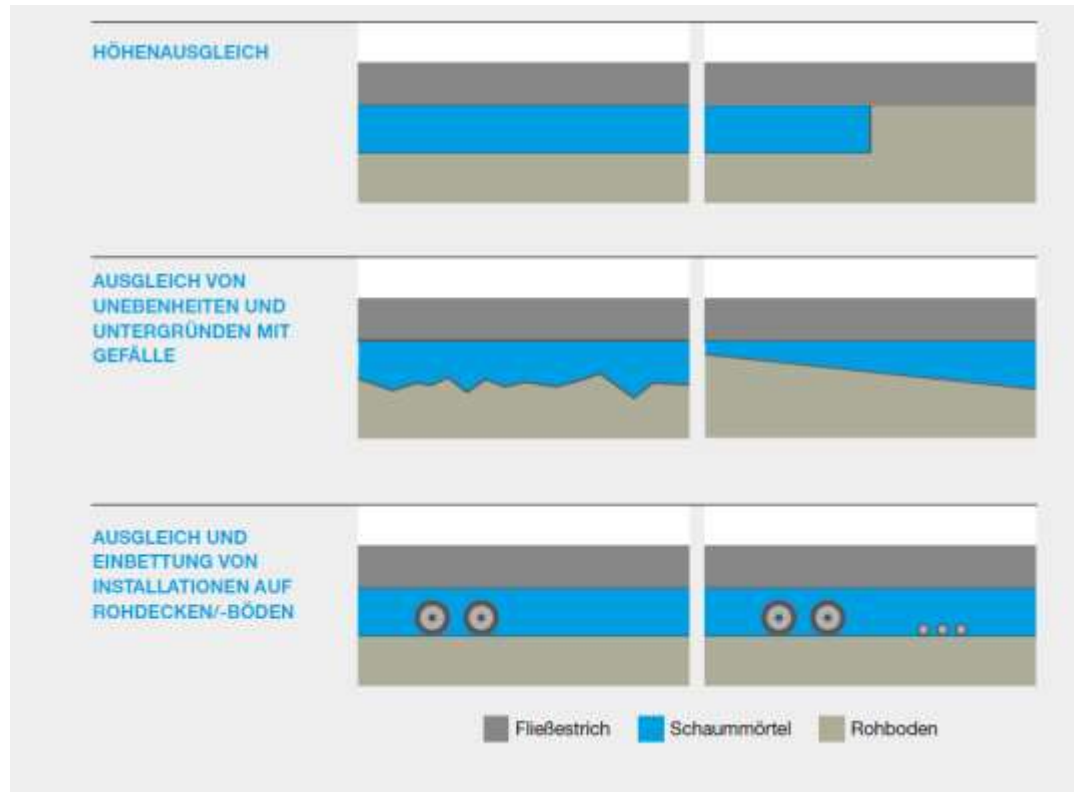 HÖHENAUSGLEICH
AUSGLEICH VON
UNEBENHEITEN UND
UNTERGRÜNDEN MIT
GEFÄLLE
AUSGLEICH UND
EINBETTUNG VON
INSTALLATIONEN AUF
ROHDECKEN/-BÖDEN
Fließestrich Schaummörtel Rohboden